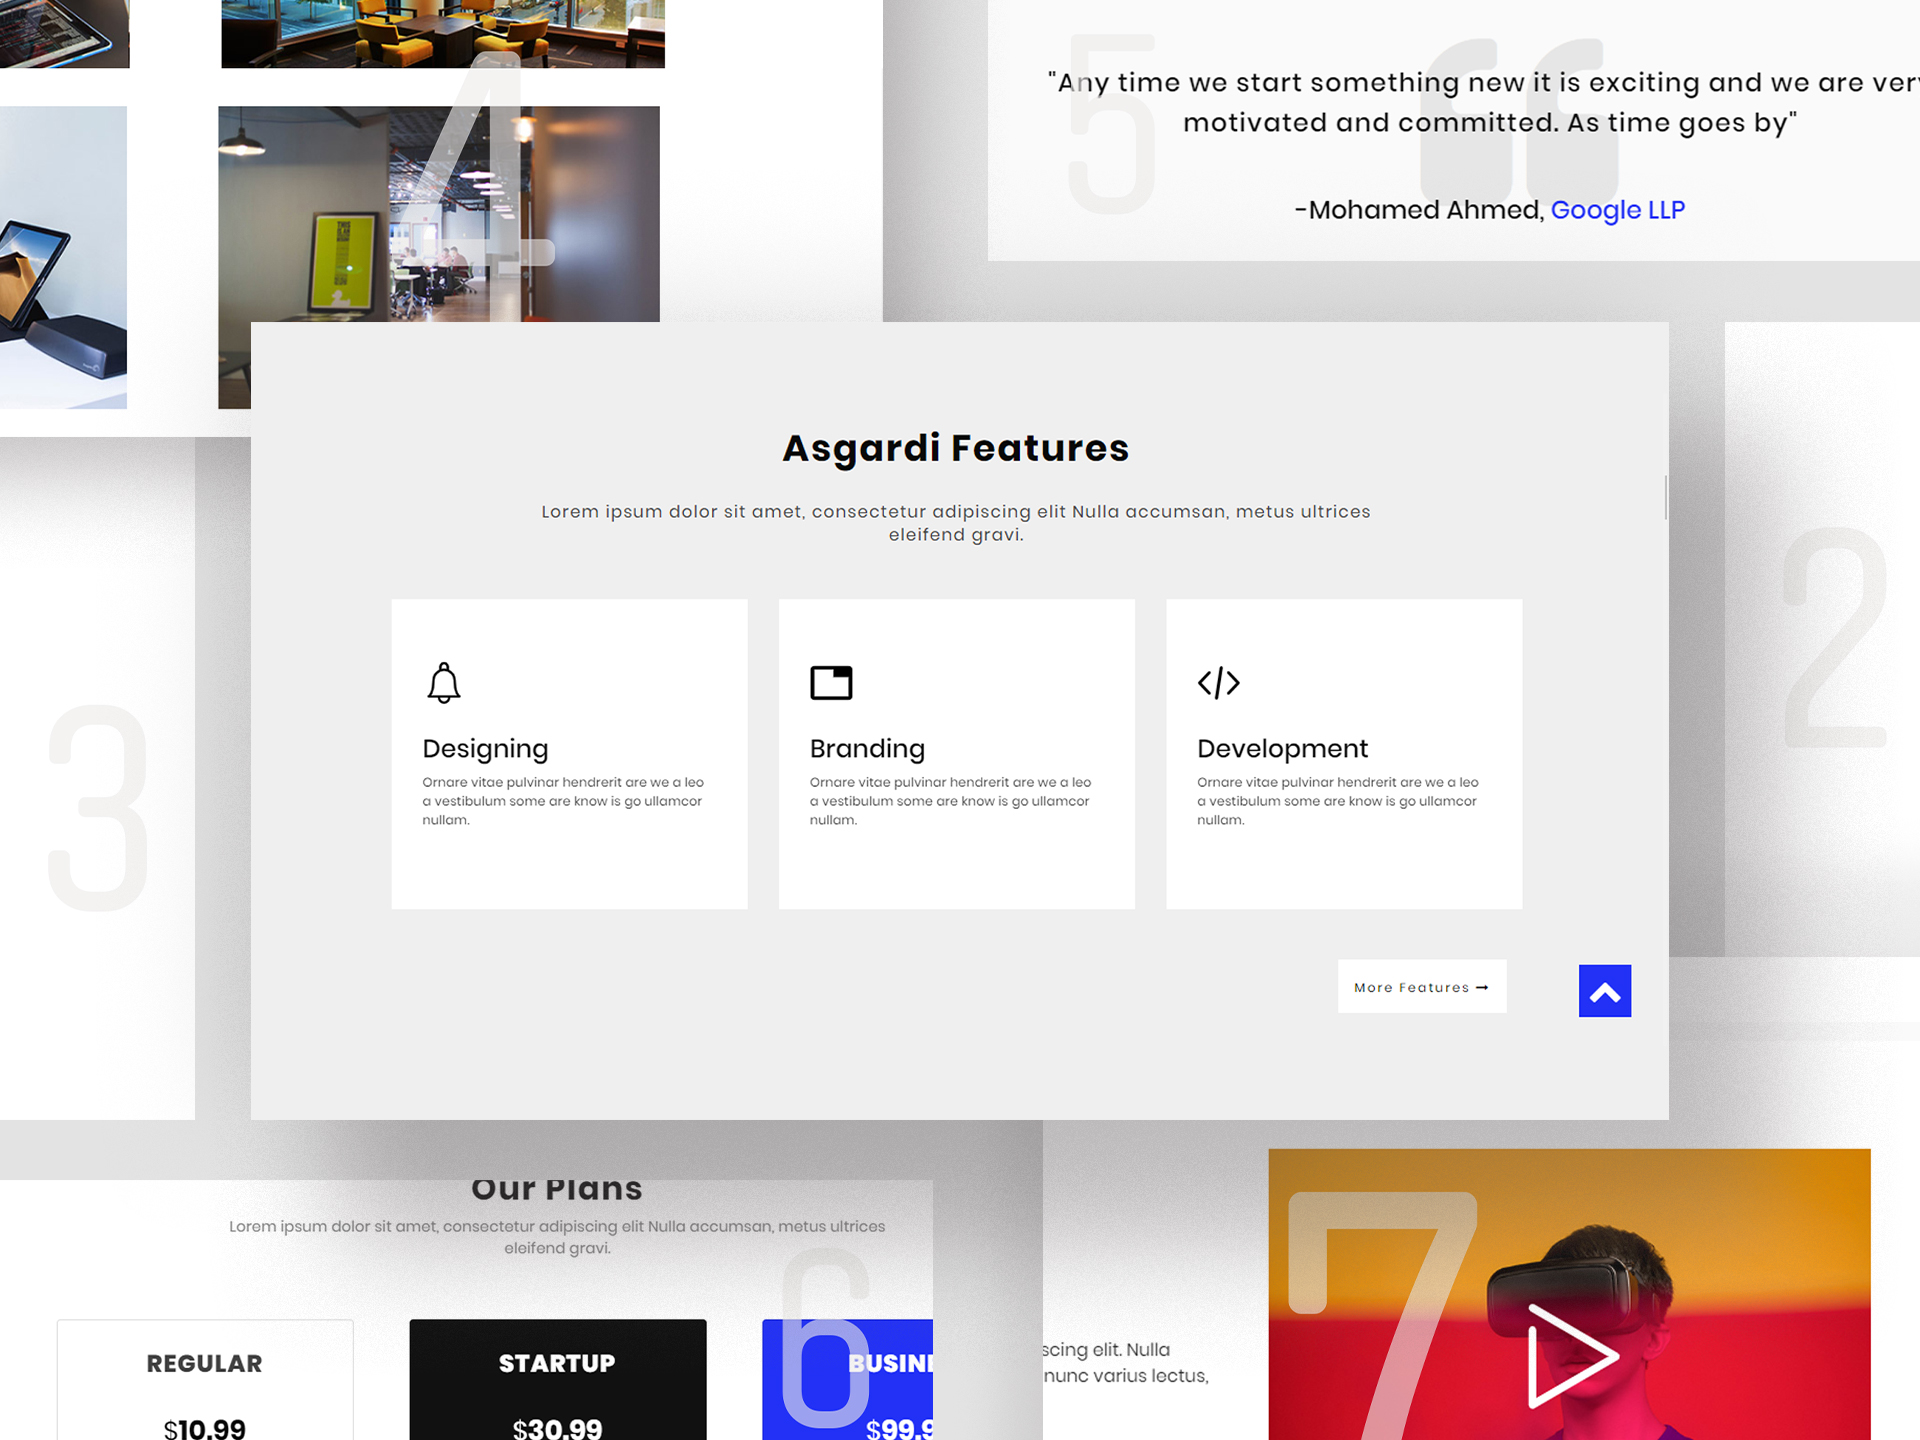 4
5
"Any time we start something new it is exciting and we are very
motivated and committed. As time goes by"
-Mohamed Ahmed, Google LLP
THIS
IS AN
Asgardi Features
Lorem ipsum dolor sit amet, consectetur adipiscing elit Nulla accumsan, metus ultrices
eleifend gravi.
Designing
Ornare vitae pulvinar hendrerit are we a leo
a vestibulum some are know is go ullamcor
nullam.
Branding
Ornare vitae pulvinar hendrerit are we a leo
a vestibulum some are know is go ullamcor
nullam.
Development
Ornare vitae pulvinar hendrerit are we a leo
a vestibulum some are know is go ullamcor
nullam.
More Features
3
2
Our Plans
Lorem ipsum dolor sit amet, consectetur adipiscing elit Nulla accumsan, metus ultrices
eleifend gravi.
6
REGULAR
$10.99
STARTUP
$30.99
BUSINE
$99.9
scing elit. Nulla
nunc varius lectus,
7